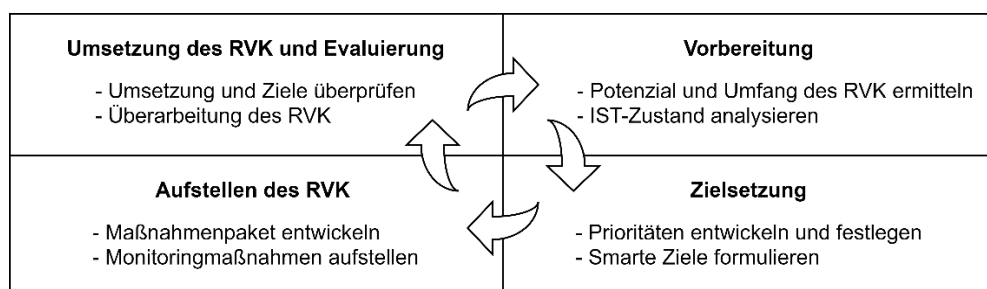 Umsetzung des RVK und Evaluierung
- Umsetzung und Ziele überprüfen
- Überarbeitung des RVK
Vorbereitung
- Potenzial und Umfang des RVK ermitteln
- IST-Zustand analysieren
Aufstellen des RVK
- Maßnahmenpaket entwickeln
- Monitoringmaßnahmen aufstellen
Zielsetzung
- Prioritäten entwickeln und festlegen
- Smarte Ziele formulieren